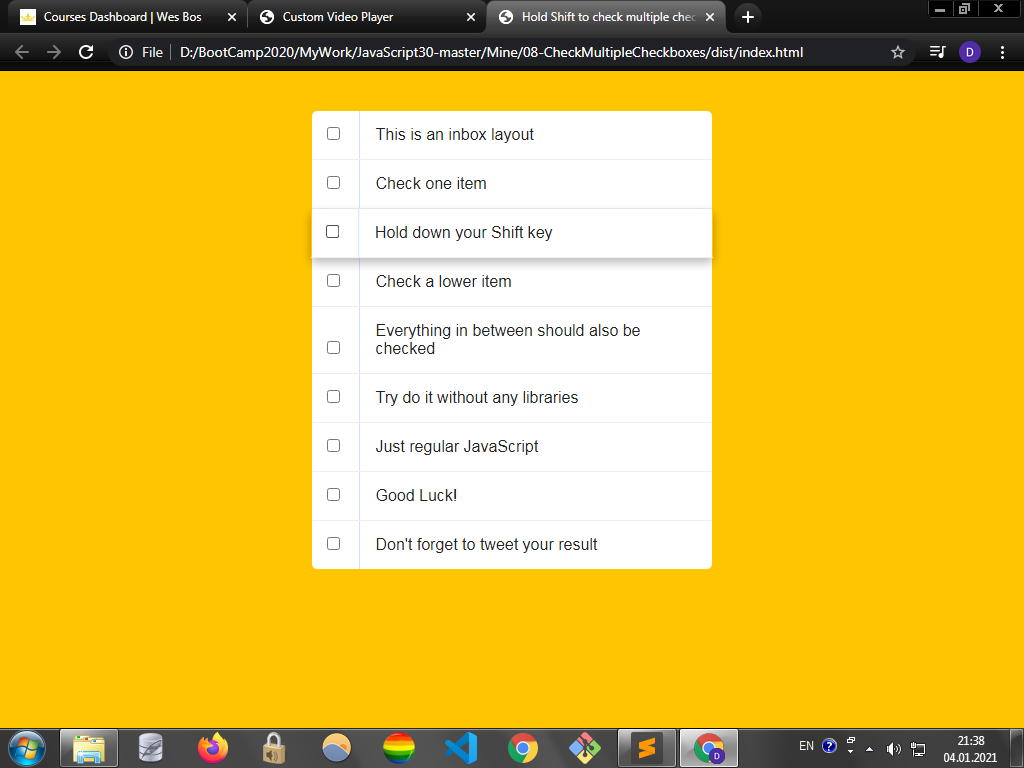 Courses Dashboard | Wes Bos
Custom Video Player
Hold Shift to check multiple chec
File
D:/BootCamp2020/MyWork/JavaScript30-master/Mine/08-CheckMultipleCheckboxes/dist/index.html
D
This is an inbox layout
Check one item
Hold down your Shift key
Check a lower item
Everything in between should also be
checked
Try do it without any libraries
Just regular JavaScript
Good Luck!
Don't forget to tweet your result
D
EN
21:38
04.01.2021